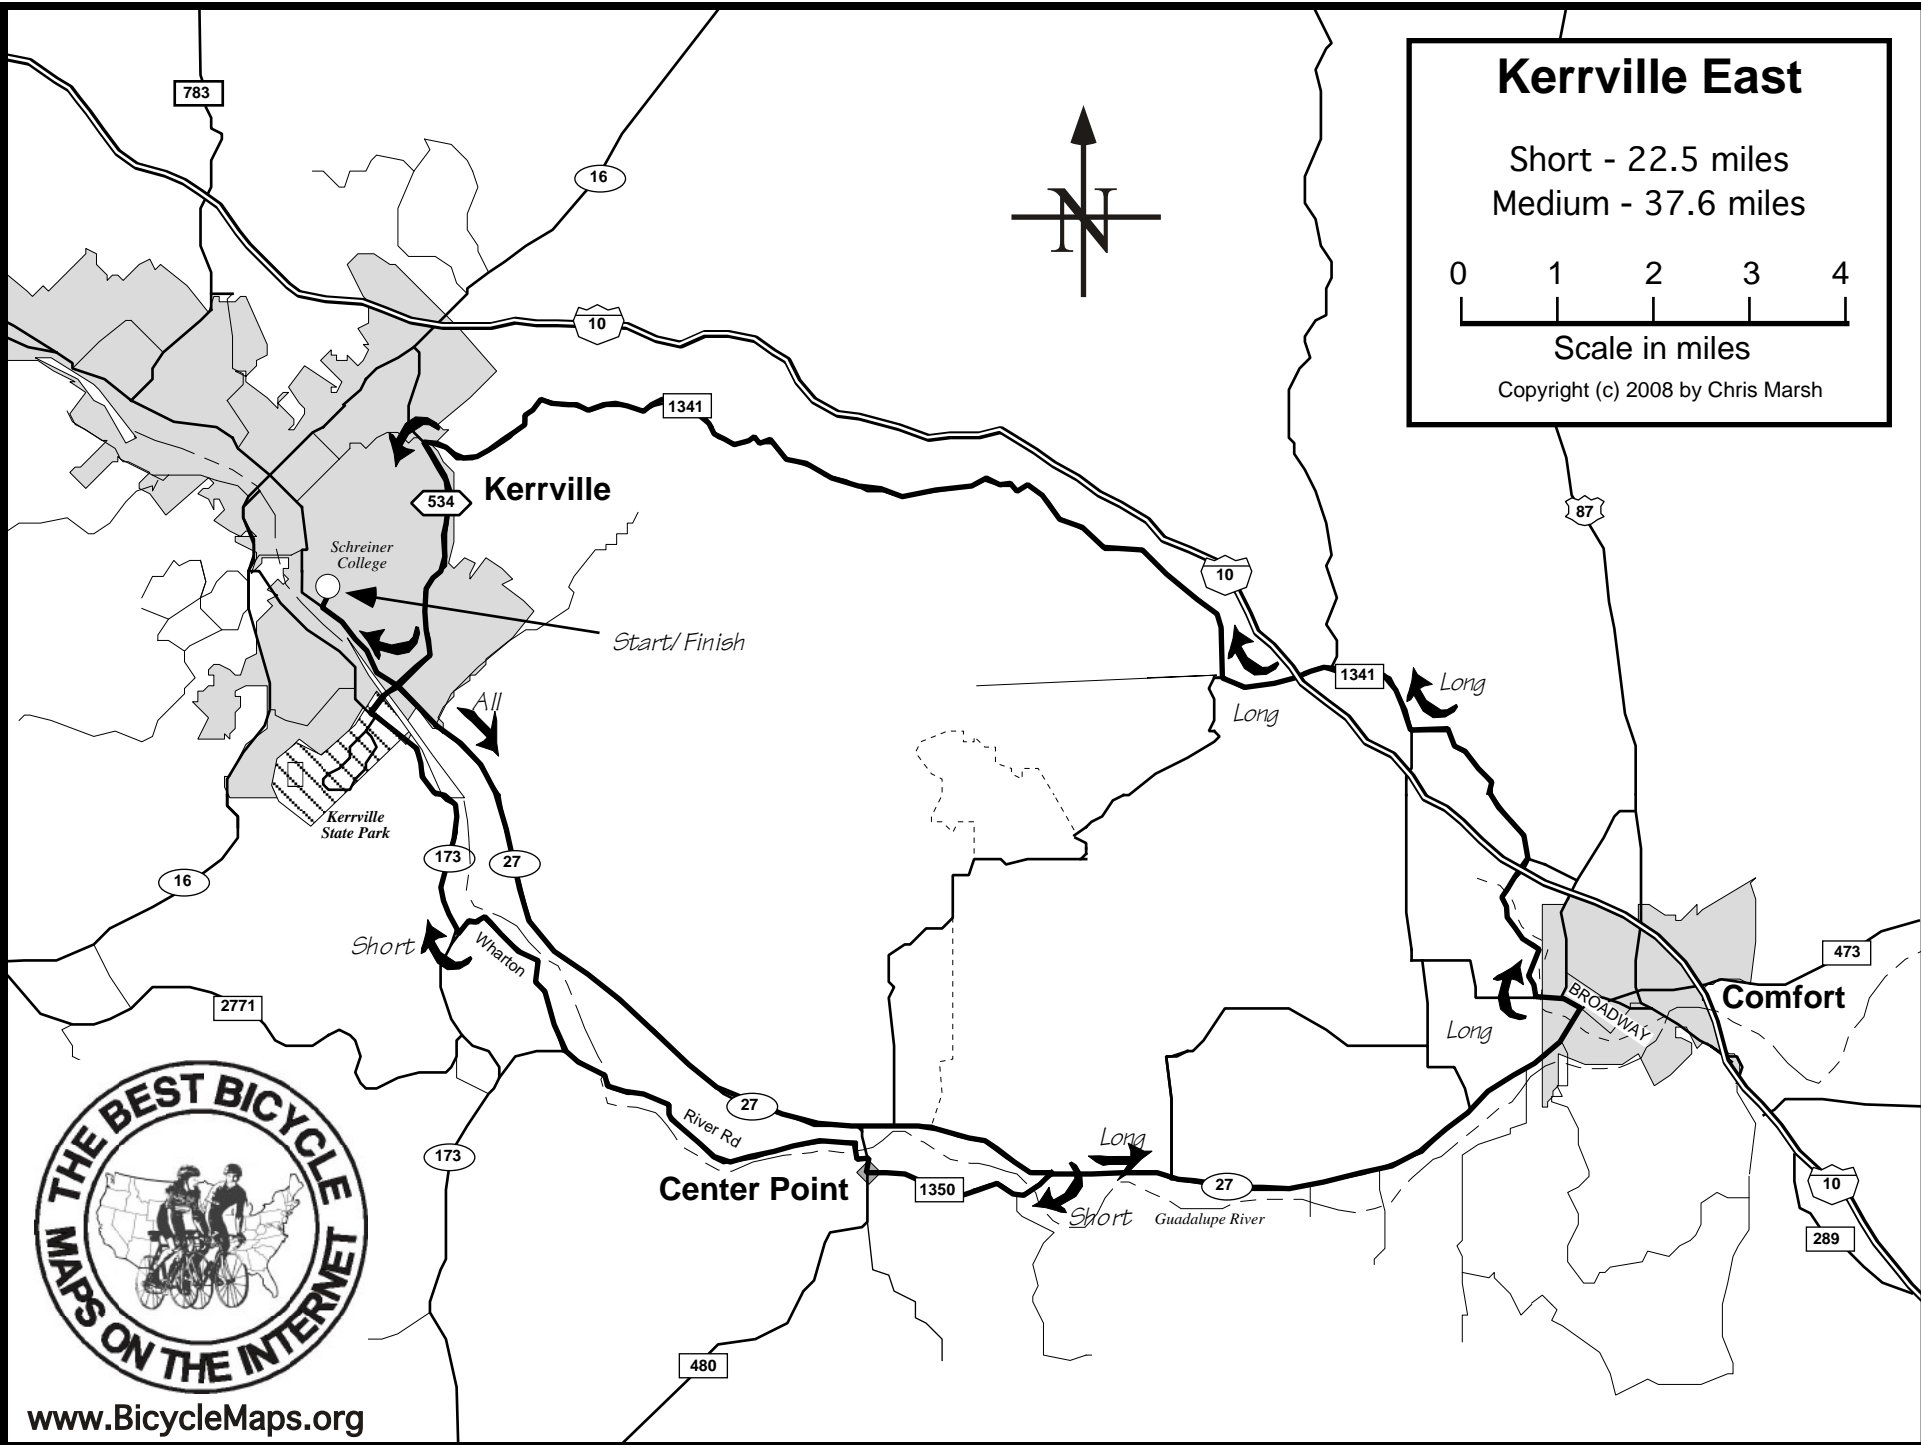 Kerrville East
Short - 22.5 miles
Medium - 37.6 miles
0 1 2 3 4
Scale in miles
Copyright (c) 2008 by Chris Marsh
783
16
N
10
1341
Kerrville
534
87
Schreiner
College
10
Start/Finish
1341
Long
All
Long
Kerrville
State Park
173
27
16
Short
Wharton
473
2771
Comfort
BROADWAY
Long
27
River Rd
Long
173
Center Point
1350
27
10
Short
Guadalupe River
289
480
THE BEST BICYCLE
MAPS ON THE INTERNET
www.BicycleMaps.org